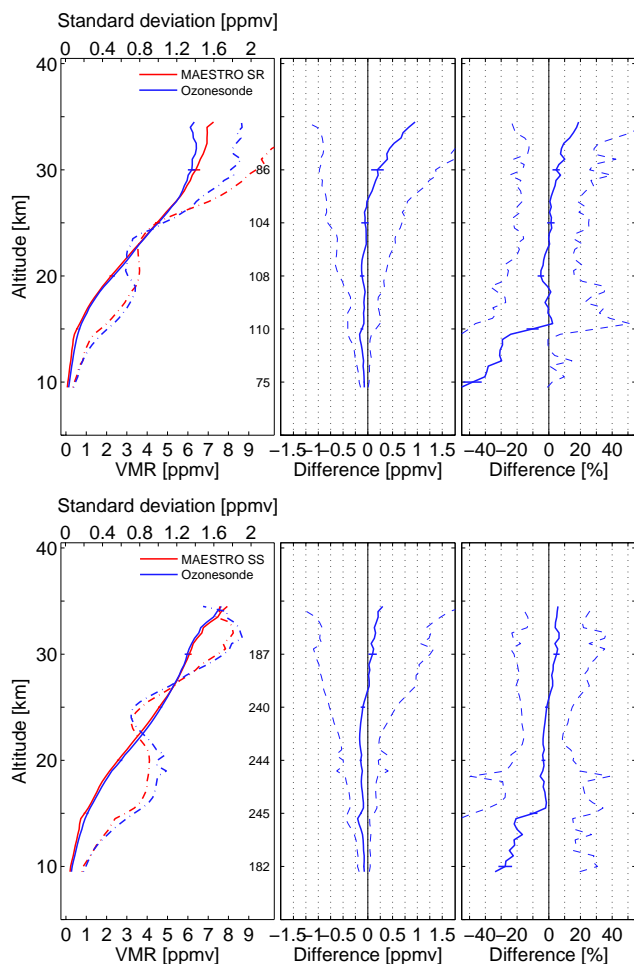 Standard deviation [ppmv]
0 0.4 0.8 1.2 1.6 2
40
30
20
10
Altitude [km]
MAESTRO SR
Ozonesonde
86
104
108
110
75
0 1 2 3 4 5 6 7 8 9
VMR [ppmv]
−1.5 −1 −0.5 0 0.5 1 1.5
Difference [ppmv]
−40 −20 0 20 40
Difference [%]
Standard deviation [ppmv]
0 0.4 0.8 1.2 1.6 2
40
30
20
10
Altitude [km]
MAESTRO SS
Ozonesonde
187
240
244
245
182
0 1 2 3 4 5 6 7 8 9
VMR [ppmv]
−1.5 −1 −0.5 0 0.5 1 1.5
Difference [ppmv]
−40 −20 0 20 40
Difference [%]